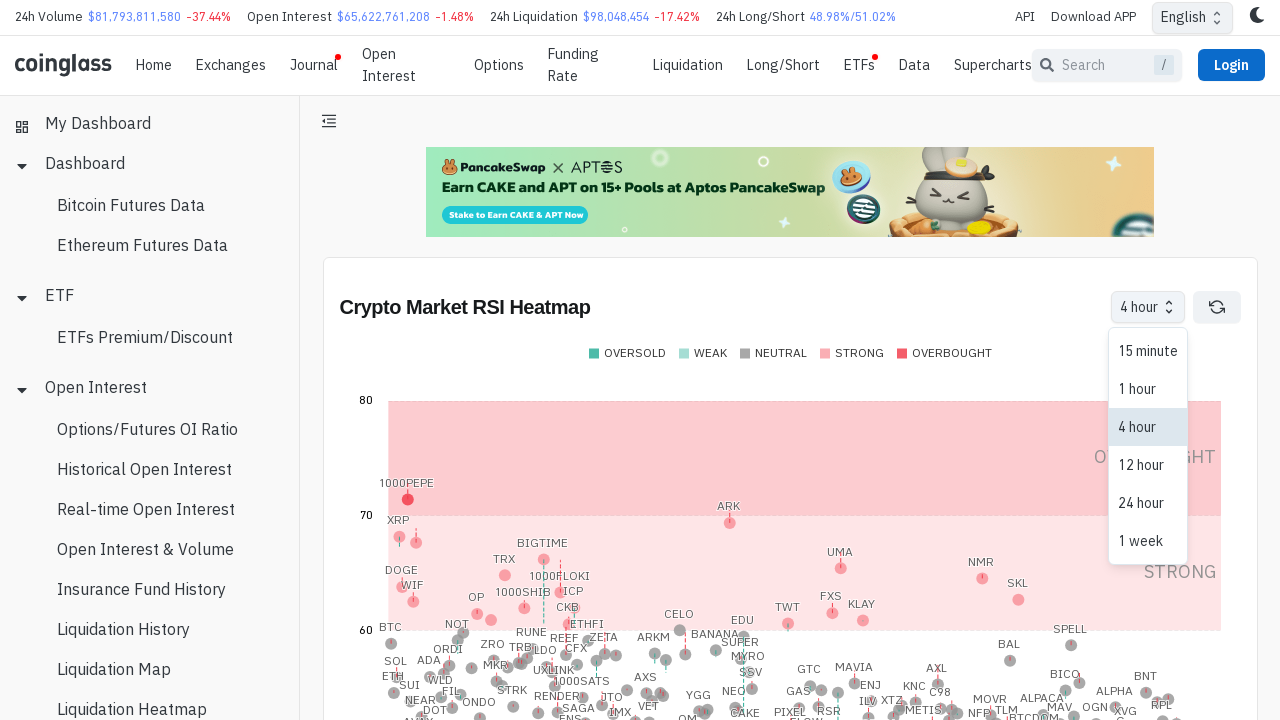 24h Volume $81,793,811,580 -37.44% Open Interest $65,622,761,208 -1.48% 24h Liquidation $98,048,454 -17.42% 24h Long/Short 48.98%/51.02% API Download APP English
coinglass Home Exchanges Journal Open Interest Options Funding Rate Liquidation Long/Short ETFs Data Supercharts Search / Login
My Dashboard
Dashboard
Bitcoin Futures Data
Ethereum Futures Data
ETF
ETFs Premium/Discount
Open Interest
Options/Futures OI Ratio
Historical Open Interest
Real-time Open Interest
Open Interest & Volume
Insurance Fund History
Liquidation History
Liquidation Map
Liquidation Heatmap
PancakeSwap × APTOS
Earn CAKE and APT on 15+ Pools at Aptos PancakeSwap
Stake to Earn CAKE & APT Now
Crypto Market RSI Heatmap
4 hour
15 minute
1 hour
4 hour
12 hour
24 hour
1 week
OVERSOLD WEAK NEUTRAL STRONG OVERBOUGHT
80
70
60
STRONG
1000PEPE
ARK
XRP
BIGTIME
UMA
TRX
NMR
DOGE
1000FLOKI
WIF
SKL
1000SHIB
ICP
OP
FXS
CKB
TWT
KLAY
CELO
EDU
NOT
ETHFI
BTC
SPELL
RUNE
BANANA
REEF
ZETA
ARKM
SUPER
ZRO
TRB
BAL
ORDI
LDO
CFX
MYRO
SOL
ADA
MKR
UXLINK
SSV
GTC
MAVIA
AXL
ETH
WLD
1000SATS
AXS
BICO
BNT
SUI
FIL
STRK
NEO
GAS
ENJ
KNC
C98
ALPHA
NEAR
ONDO
RENDER
JTO
YGG
ILV
XTZ
MOVR
ALPACA
DOT
SAGA
IMX
VET
CAKE
PIXEL
RSR
METIS
NFP
TLM
MAV
OGN
XVG
RPL
ENS